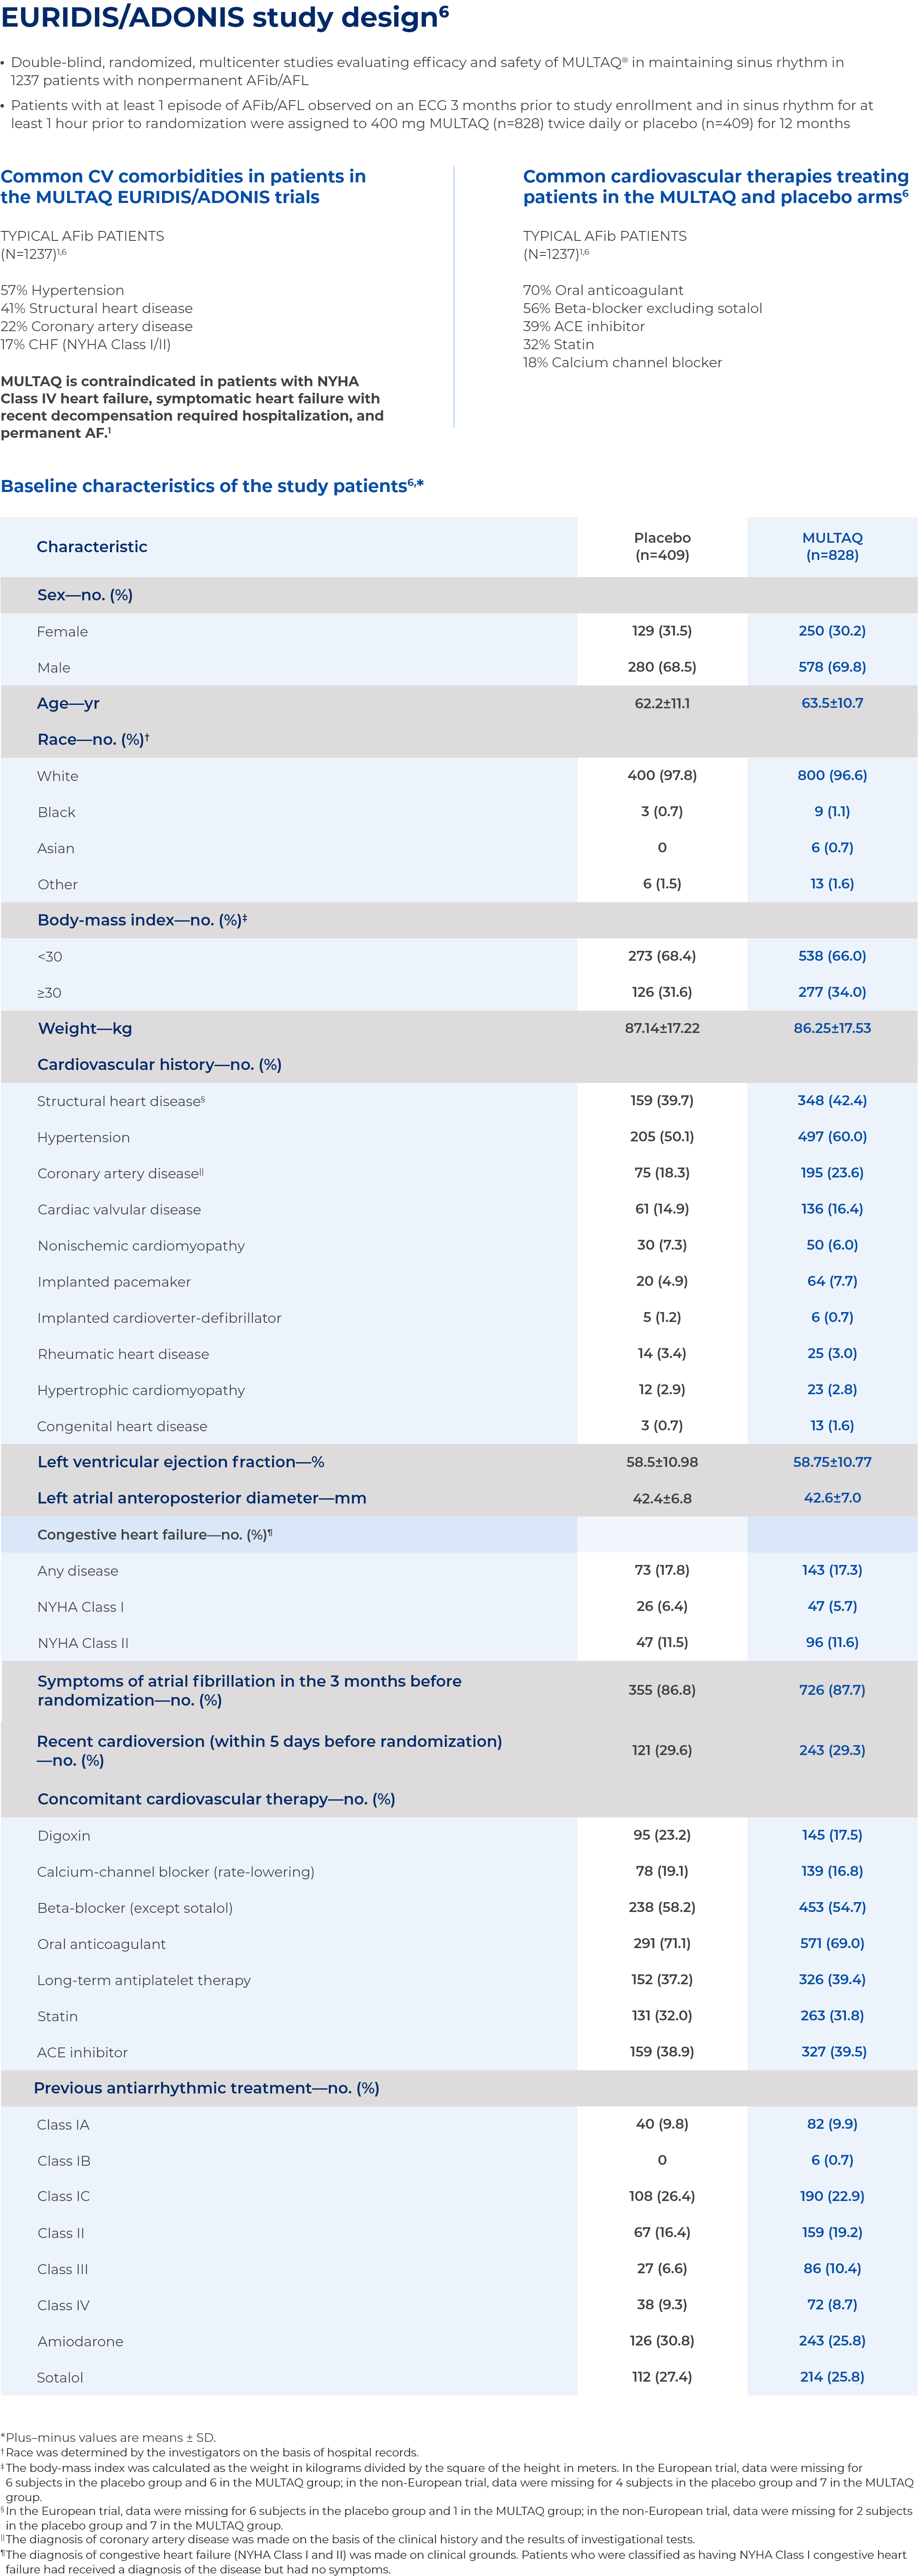 EURIDIS/ADONIS study design⁶
• Double-blind, randomized, multicenter studies evaluating efficacy and safety of MULTAQ® in maintaining sinus rhythm in
1237 patients with nonpermanent AFib/AFL
• Patients with at least 1 episode of AFib/AFL observed on an ECG 3 months prior to study enrollment and in sinus rhythm for at
least 1 hour prior to randomization were assigned to 400 mg MULTAQ (n=828) twice daily or placebo (n=409) for 12 months
Common CV comorbidities in patients in
the MULTAQ EURIDIS/ADONIS trials
TYPICAL AFib PATIENTS
(N=1237)¹,⁶
57% Hypertension
41% Structural heart disease
22% Coronary artery disease
17% CHF (NYHA Class I/II)
MULTAQ is contraindicated in patients with NYHA
Class IV heart failure, symptomatic heart failure with
recent decompensation required hospitalization, and
permanent AF.¹
Common cardiovascular therapies treating
patients in the MULTAQ and placebo arms⁶
TYPICAL AFib PATIENTS
(N=1237)¹,⁶
70% Oral anticoagulant
56% Beta-blocker excluding sotalol
39% ACE inhibitor
32% Statin
18% Calcium channel blocker
Baseline characteristics of the study patients⁶,*
Characteristic Placebo (n=409) MULTAQ (n=828)
Sex—no. (%)
Female 129 (31.5) 250 (30.2)
Male 280 (68.5) 578 (69.8)
Age—yr 62.2±11.1 63.5±10.7
Race—no. (%)†
White 400 (97.8) 800 (96.6)
Black 3 (0.7) 9 (1.1)
Asian 0 6 (0.7)
Other 6 (1.5) 13 (1.6)
Body-mass index—no. (%)‡
<30 273 (68.4) 538 (66.0)
≥30 126 (31.6) 277 (34.0)
Weight—kg 87.14±17.22 86.25±17.53
Cardiovascular history—no. (%)
Structural heart disease§ 159 (39.7) 348 (42.4)
Hypertension 205 (50.1) 497 (60.0)
Coronary artery disease|| 75 (18.3) 195 (23.6)
Cardiac valvular disease 61 (14.9) 136 (16.4)
Nonischemic cardiomyopathy 30 (7.3) 50 (6.0)
Implanted pacemaker 20 (4.9) 64 (7.7)
Implanted cardioverter-defibrillator 5 (1.2) 6 (0.7)
Rheumatic heart disease 14 (3.4) 25 (3.0)
Hypertrophic cardiomyopathy 12 (2.9) 23 (2.8)
Congenital heart disease 3 (0.7) 13 (1.6)
Left ventricular ejection fraction—% 58.5±10.98 58.75±10.77
Left atrial anteroposterior diameter—mm 42.4±6.8 42.6±7.0
Congestive heart failure—no. (%)¶
Any disease 73 (17.8) 143 (17.3)
NYHA Class I 26 (6.4) 47 (5.7)
NYHA Class II 47 (11.5) 96 (11.6)
Symptoms of atrial fibrillation in the 3 months before
randomization—no. (%) 355 (86.8) 726 (87.7)
Recent cardioversion (within 5 days before randomization)
—no. (%) 121 (29.6) 243 (29.3)
Concomitant cardiovascular therapy—no. (%)
Digoxin 95 (23.2) 145 (17.5)
Calcium-channel blocker (rate-lowering) 78 (19.1) 139 (16.8)
Beta-blocker (except sotalol) 238 (58.2) 453 (54.7)
Oral anticoagulant 291 (71.1) 571 (69.0)
Long-term antiplatelet therapy 152 (37.2) 326 (39.4)
Statin 131 (32.0) 263 (31.8)
ACE inhibitor 159 (38.9) 327 (39.5)
Previous antiarrhythmic treatment—no. (%)
Class IA 40 (9.8) 82 (9.9)
Class IB 0 6 (0.7)
Class IC 108 (26.4) 190 (22.9)
Class II 67 (16.4) 159 (19.2)
Class III 27 (6.6) 86 (10.4)
Class IV 38 (9.3) 72 (8.7)
Amiodarone 126 (30.8) 243 (25.8)
Sotalol 112 (27.4) 214 (25.8)
*Plus–minus values are means ± SD.
†Race was determined by the investigators on the basis of hospital records.
‡The body-mass index was calculated as the weight in kilograms divided by the square of the height in meters. In the European trial, data were missing for
6 subjects in the placebo group and 6 in the MULTAQ group; in the non-European trial, data were missing for 4 subjects in the placebo group and 7 in the MULTAQ
group.
§In the European trial, data were missing for 6 subjects in the placebo group and 1 in the MULTAQ group; in the non-European trial, data were missing for 2 subjects
in the placebo group and 7 in the MULTAQ group.
||The diagnosis of coronary artery disease was made on the basis of the clinical history and the results of investigational tests.
¶The diagnosis of congestive heart failure (NYHA Class I and II) was made on clinical grounds. Patients who were classified as having NYHA Class I congestive heart
failure had received a diagnosis of the disease but had no symptoms.